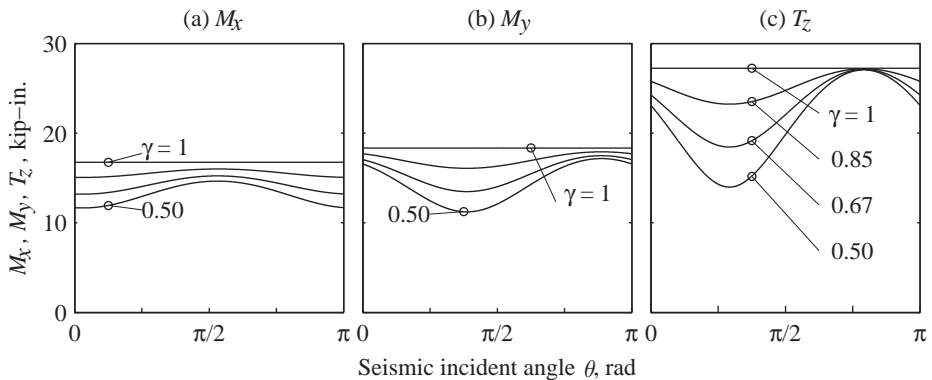 (a) Mx
(b) My
(c) Tz
Mx, My, Tz, kip–in.
30
20
10
0
γ = 1
0.50
0
π/2
π
γ = 1
0.50
0
π/2
π
γ = 1
0.85
0.67
0.50
0
π/2
π
Seismic incident angle θ, rad